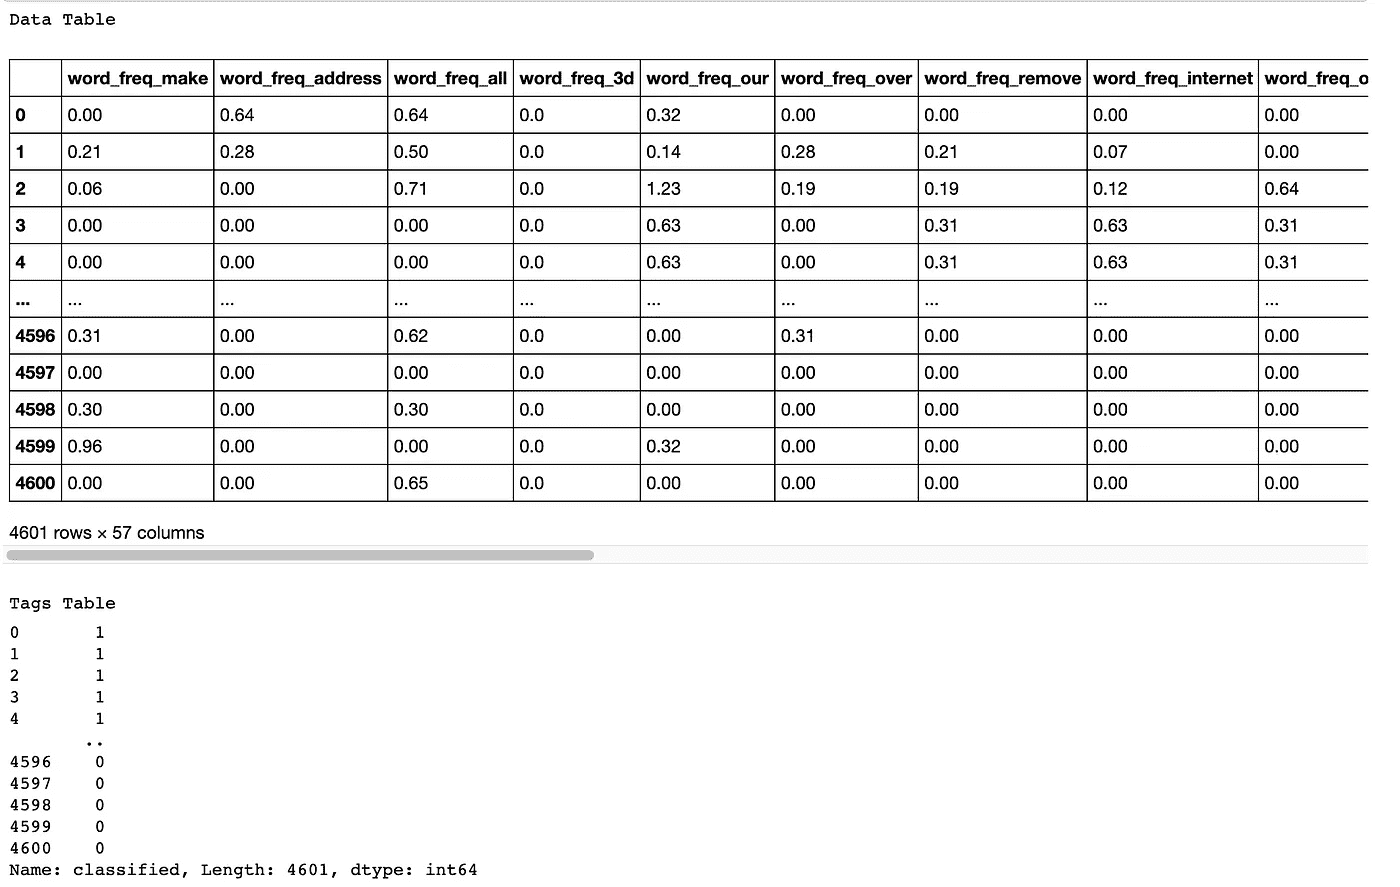 Data Table
word_freq_make word_freq_address word_freq_all word_freq_3d word_freq_our word_freq_over word_freq_remove word_freq_internet word_freq_o
0 0.00 0.64 0.64 0.0 0.32 0.00 0.00 0.00 0.00
1 0.21 0.28 0.50 0.0 0.14 0.28 0.21 0.07 0.00
2 0.06 0.00 0.71 0.0 1.23 0.19 0.19 0.12 0.64
3 0.00 0.00 0.00 0.0 0.63 0.00 0.31 0.63 0.31
4 0.00 0.00 0.00 0.0 0.63 0.00 0.31 0.63 0.31
... ... ... ... ... ... ... ... ... ...
4596 0.31 0.00 0.62 0.0 0.00 0.31 0.00 0.00 0.00
4597 0.00 0.00 0.00 0.0 0.00 0.00 0.00 0.00 0.00
4598 0.30 0.00 0.30 0.0 0.00 0.00 0.00 0.00 0.00
4599 0.96 0.00 0.00 0.0 0.32 0.00 0.00 0.00 0.00
4600 0.00 0.00 0.65 0.0 0.00 0.00 0.00 0.00 0.00
4601 rows × 57 columns
Tags Table
0 1
1 1
2 1
3 1
4 1
..
4596 0
4597 0
4598 0
4599 0
4600 0
Name: classified, Length: 4601, dtype: int64